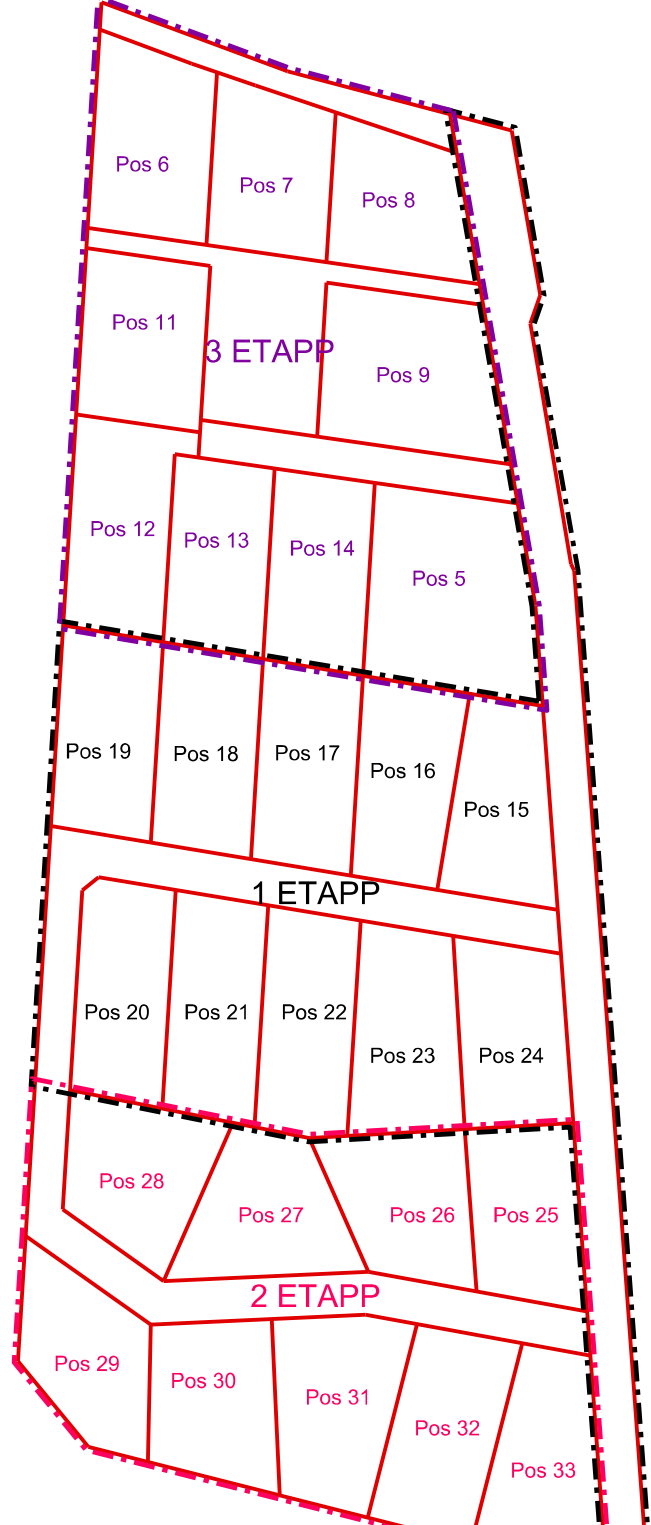 Pos 6
Pos 7
Pos 8
Pos 11
3 ETAPP
Pos 9
Pos 12
Pos 13
Pos 14
Pos 5
Pos 19
Pos 18
Pos 17
Pos 16
Pos 15
1 ETAPP
Pos 20
Pos 21
Pos 22
Pos 23
Pos 24
Pos 28
Pos 27
Pos 26
Pos 25
2 ETAPP
Pos 29
Pos 30
Pos 31
Pos 32
Pos 33